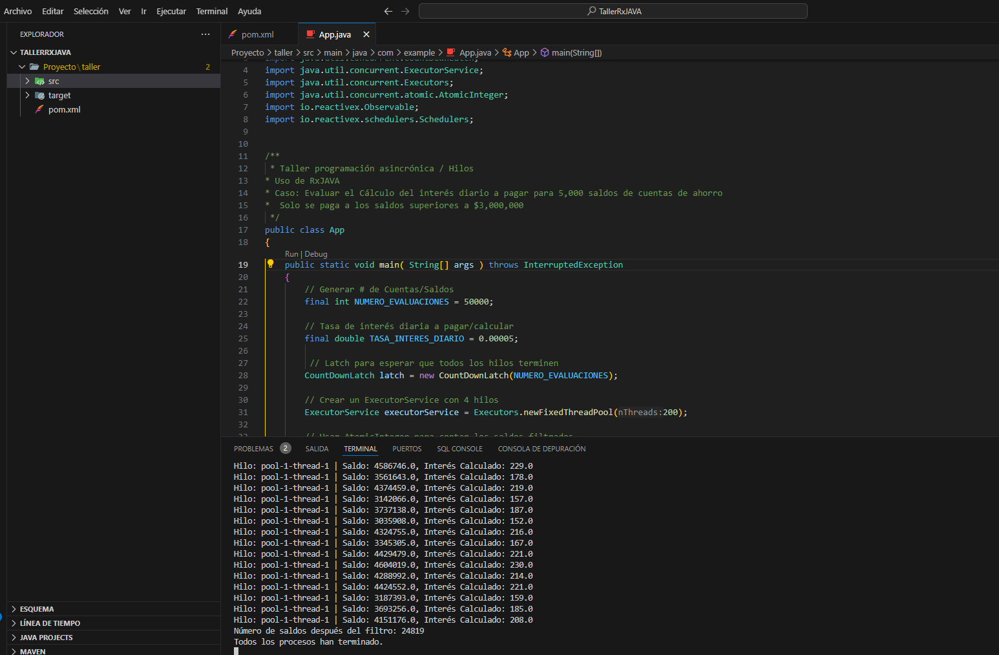 Archivo Editar Selección Ver Ir Ejecutar Terminal Ayuda
TallerRxJAVA
EXPLORADOR
TALLERRXJAVA
Proyecto\taller 2
src
target
pom.xml
ESQUEMA
LÍNEA DE TIEMPO
JAVA PROJECTS
MAVEN
pom.xml App.java
Proyecto > taller > src > main > java > com > example > App.java > App > main(String[])
3 import java.util.concurrent.CountDownLatch;
4 import java.util.concurrent.ExecutorService;
5 import java.util.concurrent.Executors;
6 import java.util.concurrent.atomic.AtomicInteger;
7 import io.reactivex.Observable;
8 import io.reactivex.schedulers.Schedulers;
9
10
11 /**
12 * Taller programación asincrónica / Hilos
13 * Uso de RxJAVA
14 * Caso: Evaluar el Cálculo del interés diario a pagar para 5,000 saldos de cuentas de ahorro
15 * Solo se paga a los saldos superiores a $3,000,000
16 */
17 public class App
18 {
Run | Debug
19 public static void main( String[] args ) throws InterruptedException
20 {
21 // Generar # de Cuentas/Saldos
22 final int NUMERO_EVALUACIONES = 50000;
23
24 // Tasa de interés diaria a pagar/calcular
25 final double TASA_INTERES_DIARIO = 0.00005;
26
27 // Latch para esperar que todos los hilos terminen
28 CountDownLatch latch = new CountDownLatch(NUMERO_EVALUACIONES);
29
30 // Crear un ExecutorService con 4 hilos
31 ExecutorService executorService = Executors.newFixedThreadPool(nThreads:200);
32
33 // Usar AtomicInteger para contar los saldos filtrados
PROBLEMAS 2 SALIDA TERMINAL PUERTOS SQL CONSOLE CONSOLA DE DEPURACIÓN
Hilo: pool-1-thread-1 | Saldo: 4586746.0, Interés Calculado: 229.0
Hilo: pool-1-thread-1 | Saldo: 3561643.0, Interés Calculado: 178.0
Hilo: pool-1-thread-1 | Saldo: 4374459.0, Interés Calculado: 219.0
Hilo: pool-1-thread-1 | Saldo: 3142066.0, Interés Calculado: 157.0
Hilo: pool-1-thread-1 | Saldo: 3737138.0, Interés Calculado: 187.0
Hilo: pool-1-thread-1 | Saldo: 3035908.0, Interés Calculado: 152.0
Hilo: pool-1-thread-1 | Saldo: 4324755.0, Interés Calculado: 216.0
Hilo: pool-1-thread-1 | Saldo: 3345305.0, Interés Calculado: 167.0
Hilo: pool-1-thread-1 | Saldo: 4429479.0, Interés Calculado: 221.0
Hilo: pool-1-thread-1 | Saldo: 4604019.0, Interés Calculado: 230.0
Hilo: pool-1-thread-1 | Saldo: 4288992.0, Interés Calculado: 214.0
Hilo: pool-1-thread-1 | Saldo: 4424552.0, Interés Calculado: 221.0
Hilo: pool-1-thread-1 | Saldo: 3187393.0, Interés Calculado: 159.0
Hilo: pool-1-thread-1 | Saldo: 3693256.0, Interés Calculado: 185.0
Hilo: pool-1-thread-1 | Saldo: 4151176.0, Interés Calculado: 208.0
Número de saldos después del filtro: 24819
Todos los procesos han terminado.